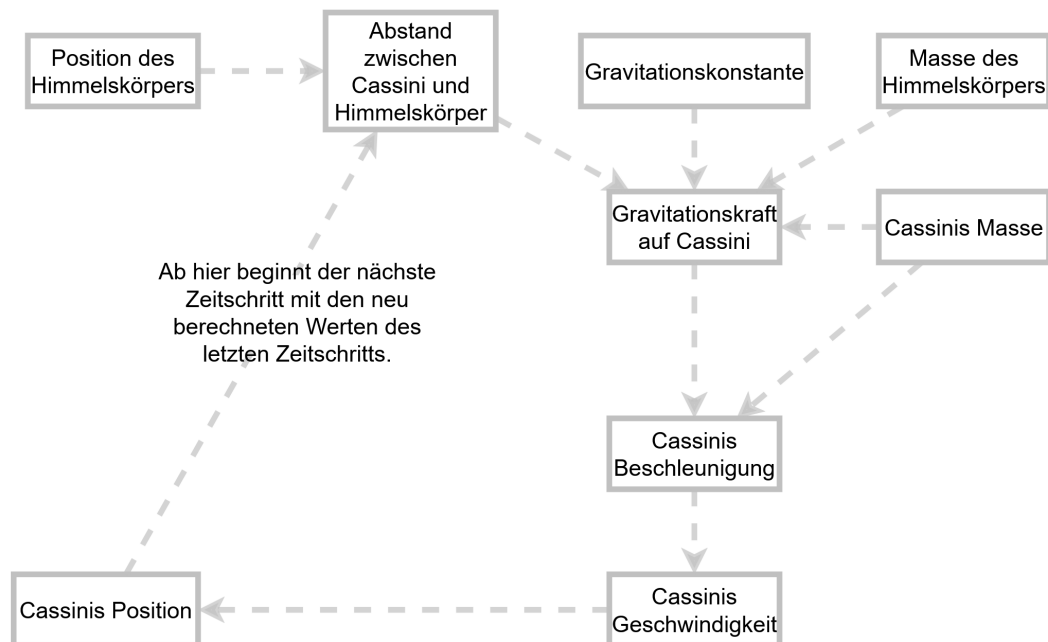 Position des
Himmelskörpers
Abstand
zwischen
Cassini und
Himmelskörper
Gravitationskonstante
Masse des
Himmelskörpers
Gravitationskraft
auf Cassini
Cassinis Masse
Ab hier beginnt der nächste
Zeitschritt mit den neu
berechneten Werten des
letzten Zeitschritts.
Cassinis
Beschleunigung
Cassinis Position
Cassinis
Geschwindigkeit